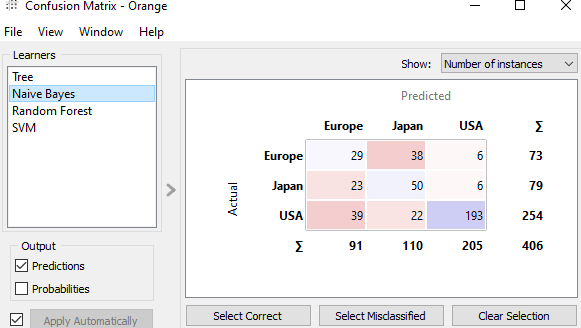 Confusion Matrix - Orange
File View Window Help
Learners
Tree
Naive Bayes
Random Forest
SVM
Output
Predictions
Probabilities
Apply Automatically
Show: Number of instances
Predicted
Europe Japan USA Σ
Actual
Europe 29 38 6 73
Japan 23 50 6 79
USA 39 22 193 254
Σ 91 110 205 406
Select Correct Select Misclassified Clear Selection